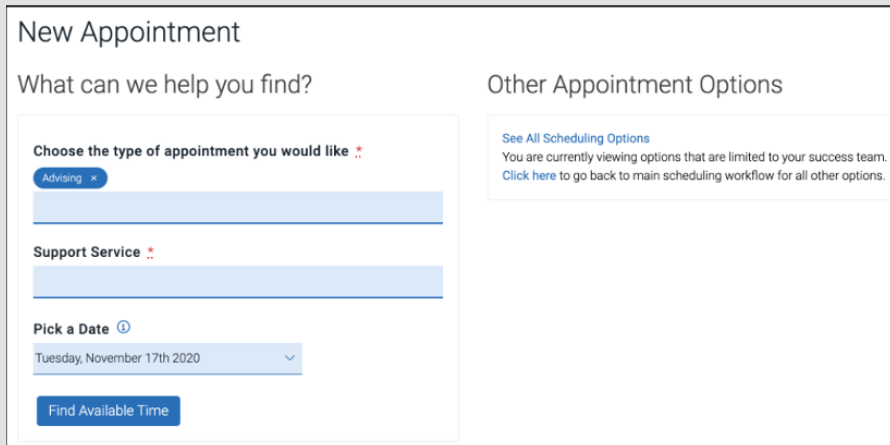 New Appointment
What can we help you find?
Choose the type of appointment you would like *
Advising ×
Support Service *
Pick a Date
Tuesday, November 17th 2020
Find Available Time
Other Appointment Options
See All Scheduling Options
You are currently viewing options that are limited to your success team.
Click here to go back to main scheduling workflow for all other options.